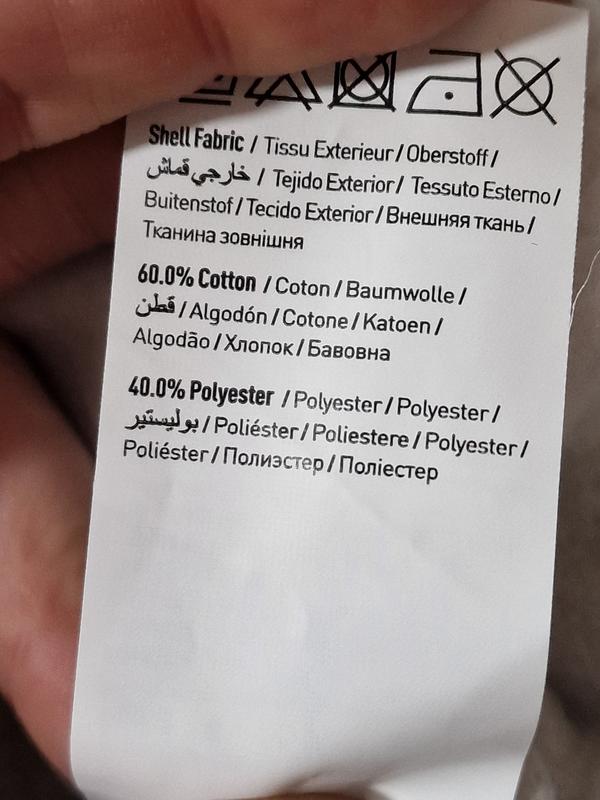 Shell Fabric / Tissu Exterieur / Oberstoff /
خارجي قماش / Tejido Exterior / Tessuto Esterno /
Buitenstof / Tecido Exterior / Внешняя ткань /
Тканина зовнішня
60.0% Cotton / Coton / Baumwolle /
قطن / Algodón / Cotone / Katoen /
Algodão / Хлопок / Бавовна
40.0% Polyester / Polyester / Polyester /
بوليستير / Poliéster / Poliestere / Polyester /
Poliéster / Полиэстер / Поліестер